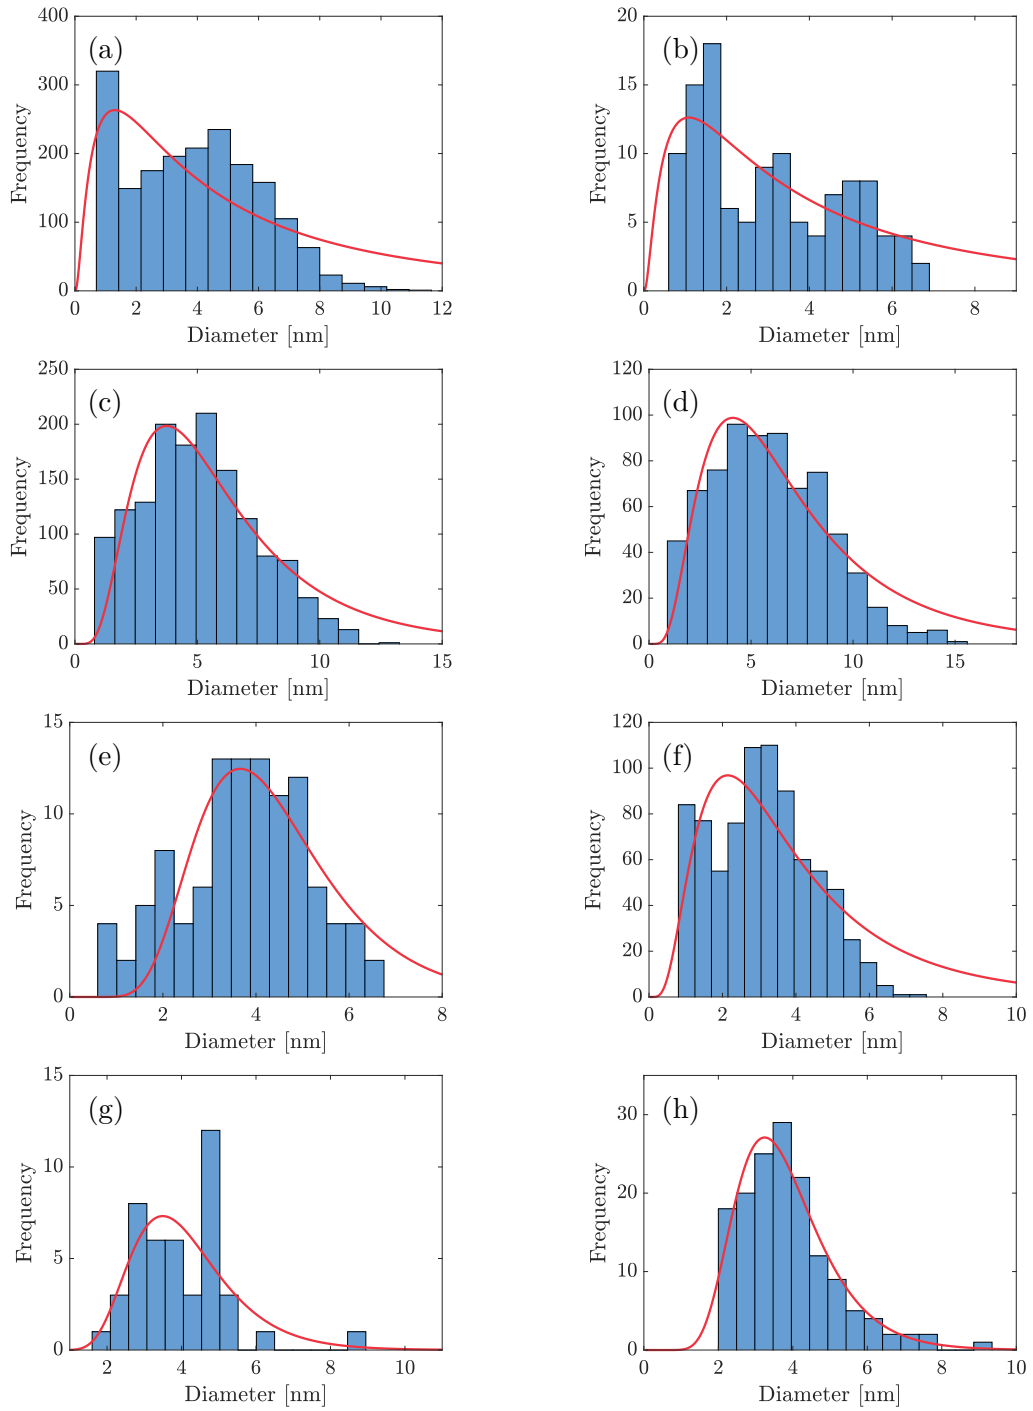 (a)
Frequency
400
300
200
100
0
0 2 4 6 8 10 12
Diameter [nm]
(b)
Frequency
20
15
10
5
0
0 2 4 6 8
Diameter [nm]
(c)
Frequency
250
200
150
100
50
0
0 5 10 15
Diameter [nm]
(d)
Frequency
120
100
80
60
40
20
0
0 5 10 15
Diameter [nm]
(e)
Frequency
15
10
5
0
0 2 4 6 8
Diameter [nm]
(f)
Frequency
120
100
80
60
40
20
0
0 2 4 6 8 10
Diameter [nm]
(g)
Frequency
15
10
5
0
2 4 6 8 10
Diameter [nm]
(h)
Frequency
30
20
10
0
0 2 4 6 8 10
Diameter [nm]